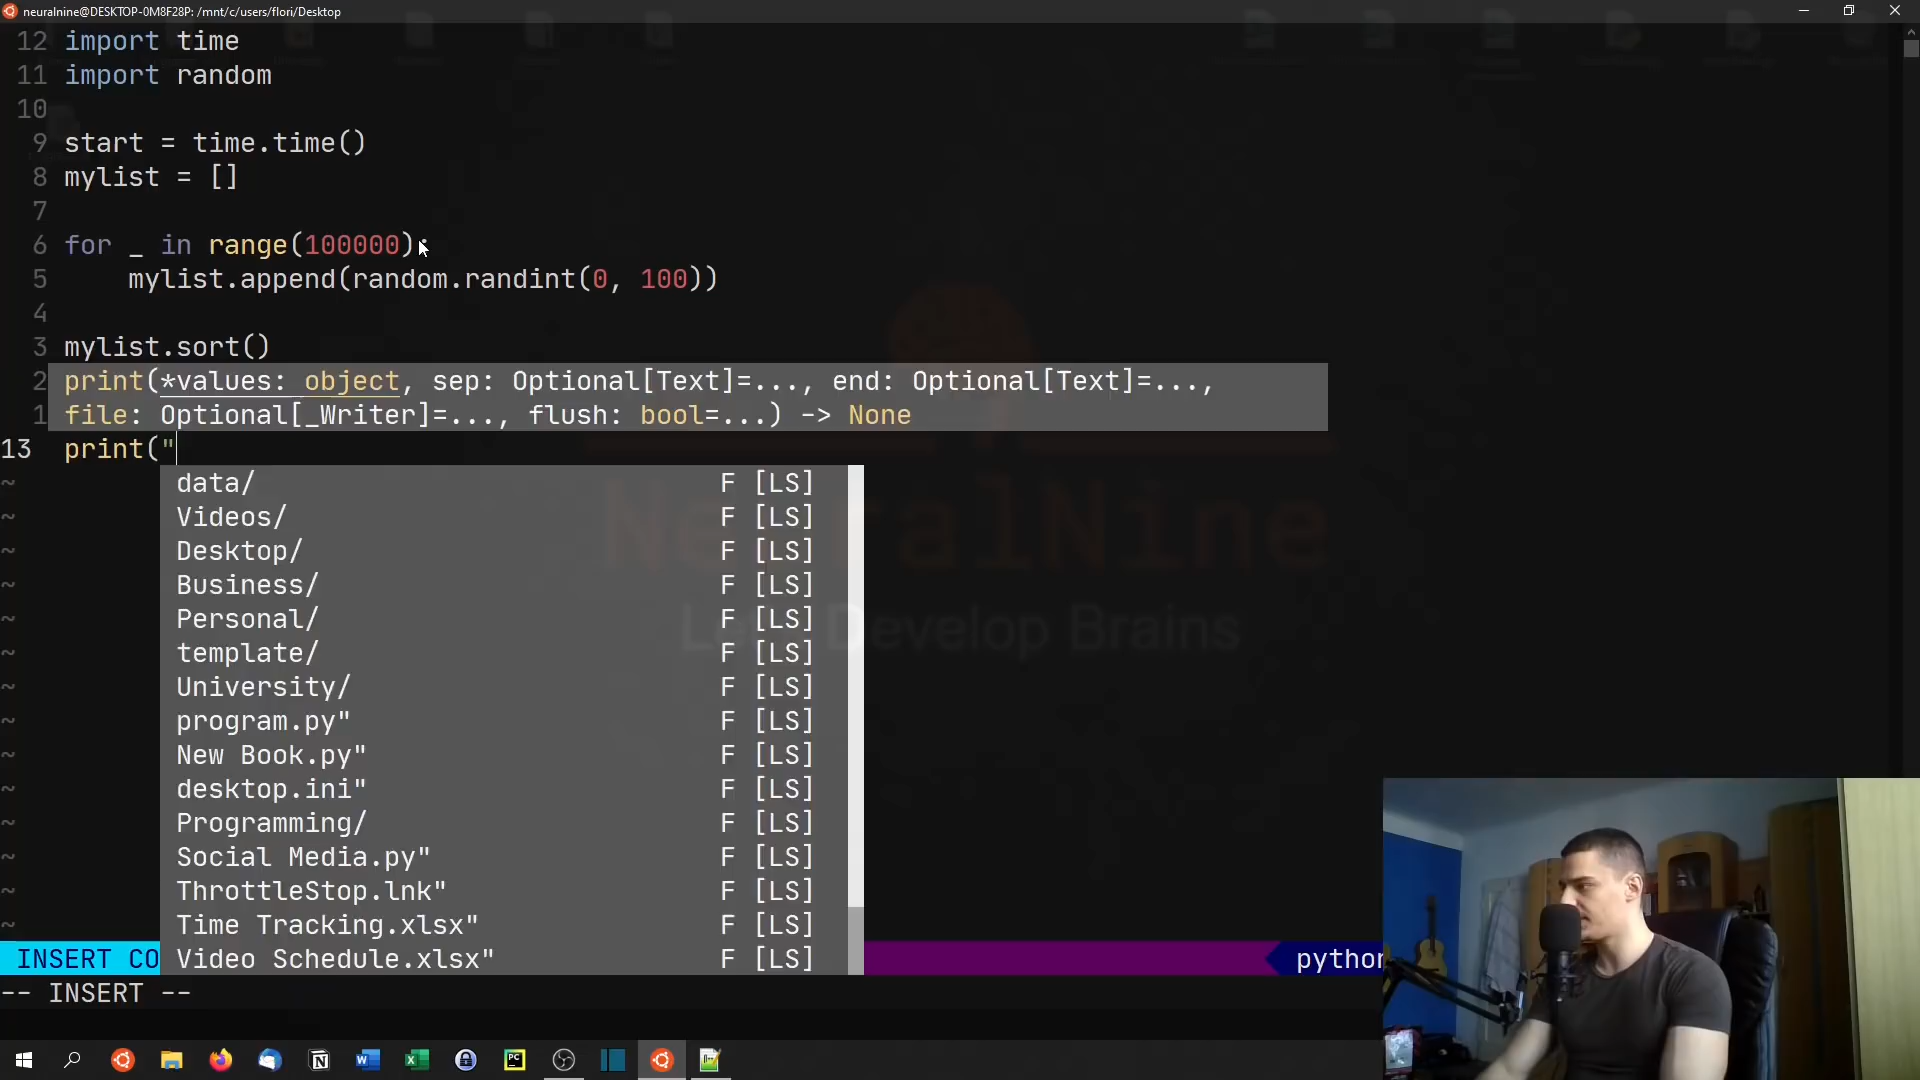 neuralnine@DESKTOP-0M8F28P: /mnt/c/users/flori/Desktop
12 import time
11 import random
10
9 start = time.time()
8 mylist = []
7
6 for _ in range(100000):
5 mylist.append(random.randint(0, 100))
4
3 mylist.sort()
2 print(*values: object, sep: Optional[Text]=..., end: Optional[Text]=...,
1 file: Optional[_Writer]=..., flush: bool=...) -> None
13 print("
~ data/ F [LS]
~ Videos/ F [LS]
~ Desktop/ F [LS]
~ Business/ F [LS]
~ Personal/ F [LS]
~ template/ F [LS]
~ University/ F [LS]
~ program.py" F [LS]
~ New Book.py" F [LS]
~ desktop.ini" F [LS]
~ Programming/ F [LS]
~ Social Media.py" F [LS]
~ ThrottleStop.lnk" F [LS]
~ Time Tracking.xlsx" F [LS]
INSERT CO Video Schedule.xlsx" F [LS] python
-- INSERT --
NeuralNine
Let's Develop Brains